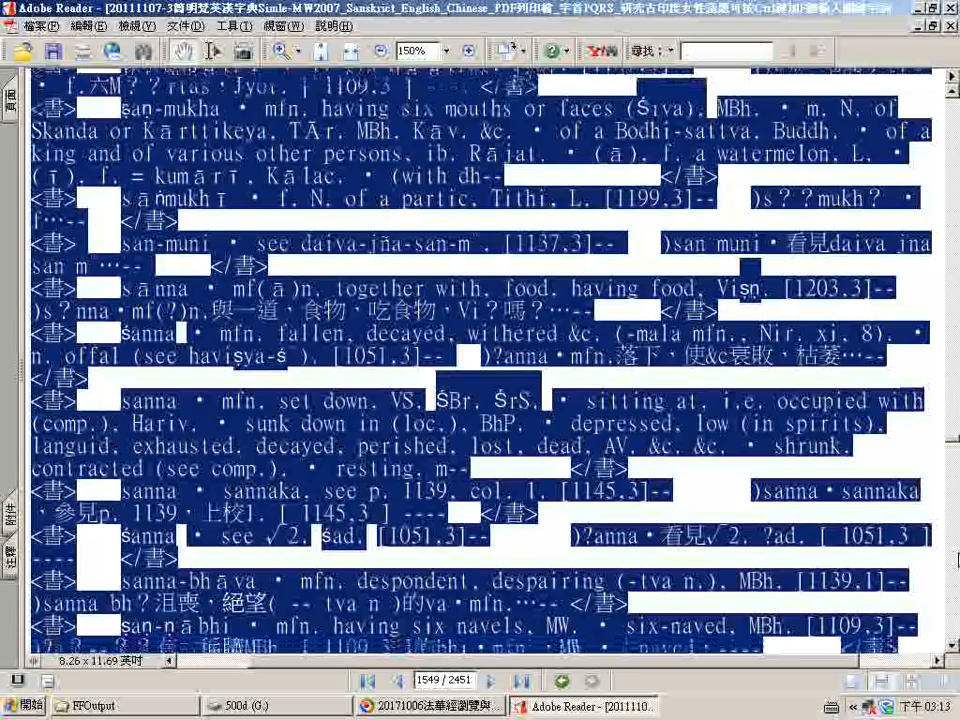 Adobe Reader - [20111107-3簡明梵英漢字典Simle-MW2007_Sanskrit_English_Chinese_PDF列印稿_字首PQRS_研究古印度女性議題可按Ctrl鍵加F鍵輸入關鍵字詞
檔案(F) 編輯(E) 檢視(V) 文件(D) 工具(T) 視窗(W) 說明(H)
150% 尋找：
頁面
附件
註釋
[1109.3] ---- </書>
<書> ṣaṇ-mukha • mfn. having six mouths or faces (Śiva), MBh. • m. N. of
Skanda or Kārttikeya, TĀr. MBh. Kāv. &c. • of a Bodhi-sattva, Buddh. • of a
king and of various other persons, ib. Rājat. • (ā), f. a watermelon, L. •
(ī), f. = kumārī, Kālac. • (with dh-- </書>
<書> sāṅmukhī • f. N. of a partic. Tithi, L. [1199,3]-- )s？？mukh？ •
f…-- </書>
<書> san-muni • see daiva-jña-san-m˚. [1137,3]-- )san muni•看見daiva jna
san m …-- </書>
<書> sānna • mf(ā)n. together with, food, having food, Viṣṇ. [1203,3]--
)s？nna•mf(?)n.與一道，食物，吃食物，Vi？嗎？…-- </書>
<書> śanna • mfn. fallen, decayed, withered &c. (-mala mfn., Nir. xi, 8). •
n. offal (see haviṣya-ś˚). [1051,3]-- )?anna•mfn.落下，使&c衰敗，枯萎…--
</書>
<書> sanna • mfn. set down, VS. ŚBr. ŚrS. • sitting at, i.e. occupied with
(comp.), Hariv. • sunk down in (loc.), BhP. • depressed, low (in spirits),
languid, exhausted, decayed, perished, lost, dead, AV. &c. &c. • shrunk,
contracted (see comp.). • resting, m-- </書>
<書> sanna • sannaka, see p. 1139, col. 1. [1145,3]-- )sanna•sannaka
，參見p. 1139，上校1. [ 1145,3 ] ---- </書>
<書> śanna • see √2. śad. [1051,3]-- )?anna•看見√2. ?ad. [ 1051,3 ]
---- </書>
<書> sanna-bhāva • mfn. despondent, despairing (-tva n.), MBh. [1139,1]--
)sanna bh？沮喪，絕望( -- tva n )的va•mfn.…-- </書>
<書> ṣaṇ-ṇābhi • mfn. having six navels, MW. • six-naved, MBh. [1109,3]--
8.26 x 11.69 英吋
1549 / 2451
開始 FFOutput 500d (G:) 20171006法華經瀏覽與... Adobe Reader - [2011110... 下午 03:13